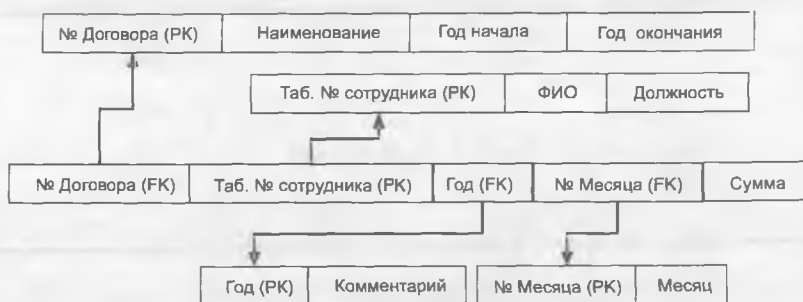 № Договора (PK) Наименование Год начала Год окончания
Таб. № сотрудника (PK) ФИО Должность
№ Договора (FK) Таб. № сотрудника (PK) Год (FK) № Месяца (FK) Сумма
Год (PK) Комментарий № Месяца (PK) Месяц